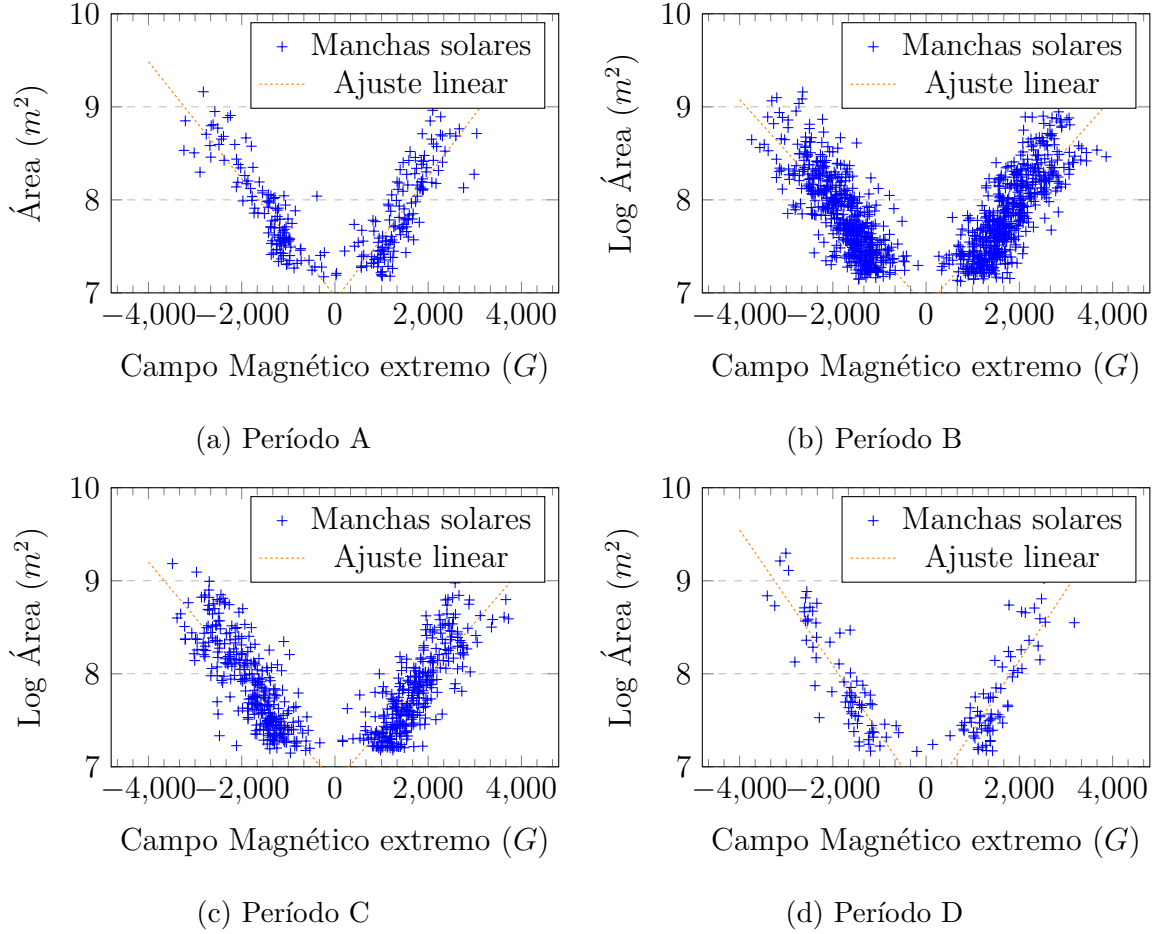 10
9
8
7
Área (m²)
Manchas solares
Ajuste linear
−4,000 −2,000 0 2,000 4,000
Campo Magnético extremo (G)
(a) Período A
10
9
8
7
Log Área (m²)
Manchas solares
Ajuste linear
−4,000 −2,000 0 2,000 4,000
Campo Magnético extremo (G)
(b) Período B
10
9
8
7
Log Área (m²)
Manchas solares
Ajuste linear
−4,000 −2,000 0 2,000 4,000
Campo Magnético extremo (G)
(c) Período C
10
9
8
7
Log Área (m²)
Manchas solares
Ajuste linear
−4,000 −2,000 0 2,000 4,000
Campo Magnético extremo (G)
(d) Período D